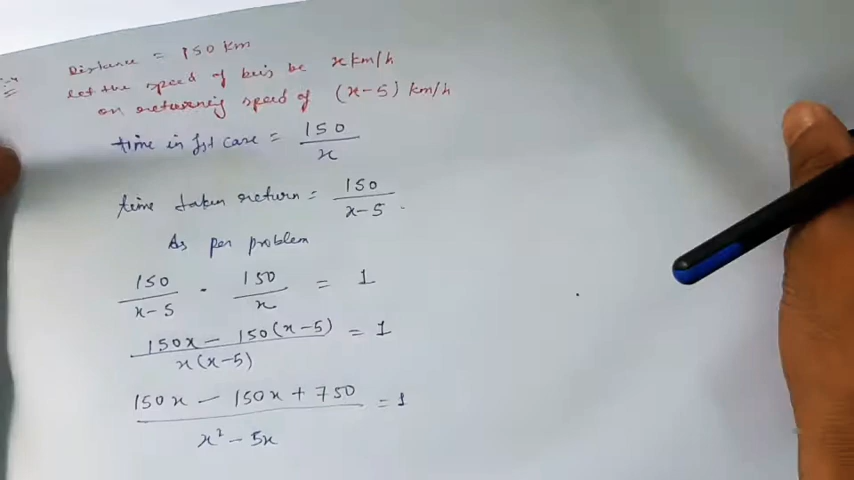 Distance = 150 km
Let the speed of bus be x km/h
on returning speed of (x-5) km/h
time in 1st case = 150/x
time taken return = 150/x-5 .
As per problem
150/x-5 - 150/x = 1
150x - 150(x-5)/x(x-5) = 1
150x - 150x + 750/x² - 5x = 1